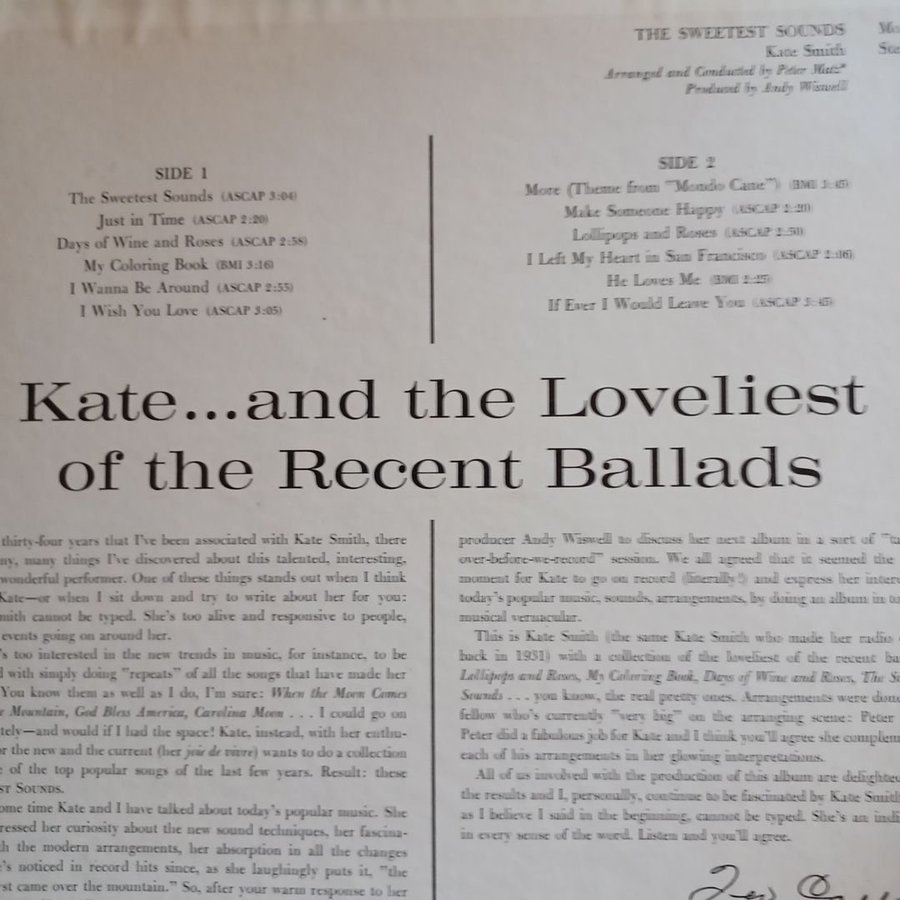 THE SWEETEST SOUNDS
Kate Smith
Arranged and Conducted by Peter Matz*
Produced by Andy Wiswell
SIDE 1
The Sweetest Sounds (ASCAP 3:04)
Just in Time (ASCAP 2:20)
Days of Wine and Roses (ASCAP 2:58)
My Coloring Book (BMI 3:16)
I Wanna Be Around (ASCAP 2:55)
I Wish You Love (ASCAP 3:05)
SIDE 2
More (Theme from "Mondo Cane") (BMI
Make Someone Happy (ASCAP
Lollipops and Roses (ASCAP
I Left My Heart in San Francisco (ASCAP
He Loves Me (BMI
If Ever I Would Leave You (ASCAP
Kate...and the Loveliest
of the Recent Ballads
thirty-four years that I've been associated with Kate Smith, there
ny, many things I've discovered about this talented, interesting,
wonderful performer. One of these things stands out when I think
Kate—or when I sit down and try to write about her for you:
mith cannot be typed. She's too alive and responsive to people,
events going on around her.
's too interested in the new trends in music, for instance, to be
d with simply doing "repeats" of all the songs that have made her
You know them as well as I do, I'm sure: When the Moon Comes
e Mountain, God Bless America, Carolina Moon . . . I could go on
tely—and would if I had the space! Kate, instead, with her enthu-
or the new and the current (her joie de vivre) wants to do a collection
e of the top popular songs of the last few years. Result: these
ST SOUNDS.
ome time Kate and I have talked about today's popular music. She
ressed her curiosity about the new sound techniques, her fascina-
th the modern arrangements, her absorption in all the changes
e's noticed in record hits since, as she laughingly puts it, "the
rst came over the mountain." So, after your warm response to her
producer Andy Wiswell to discuss her next album in a sort of
over-before-we-record" session. We all agreed that it seemed the
moment for Kate to go on record (literally!) and express her inter
today's popular music, sounds, arrangements, by doing an album in to
musical vernacular.
This is Kate Smith (the same Kate Smith who made her radio
back in 1931) with a collection of the loveliest of the recent ba
Lollipops and Roses, My Coloring Book, Days of Wine and Roses, The S
Sounds . . . you know, the real pretty ones. Arrangements were don
fellow who's currently "very big" on the arranging scene: Peter
Peter did a fabulous job for Kate and I think you'll agree she complem
each of his arrangements in her glowing interpretations.
All of us involved with the production of this album are delighte
the results and I, personally, continue to be fascinated by Kate Smit
as I believe I said in the beginning, cannot be typed. She's an indi
in every sense of the word. Listen and you'll agree.